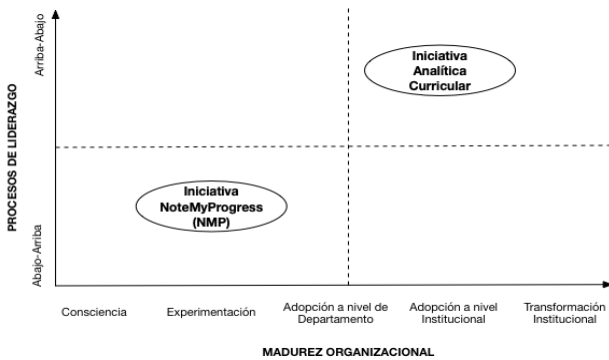 PROCESOS DE LIDERAZGO
Arriba-Abajo
Abajo-Arriba
Iniciativa
Analítica
Curricular
Iniciativa
NoteMyProgress
(NMP)
Consciencia
Experimentación
Adopción a nivel de
Departamento
Adopción a nivel
Institucional
Transformación
Institucional
MADUREZ ORGANIZACIONAL